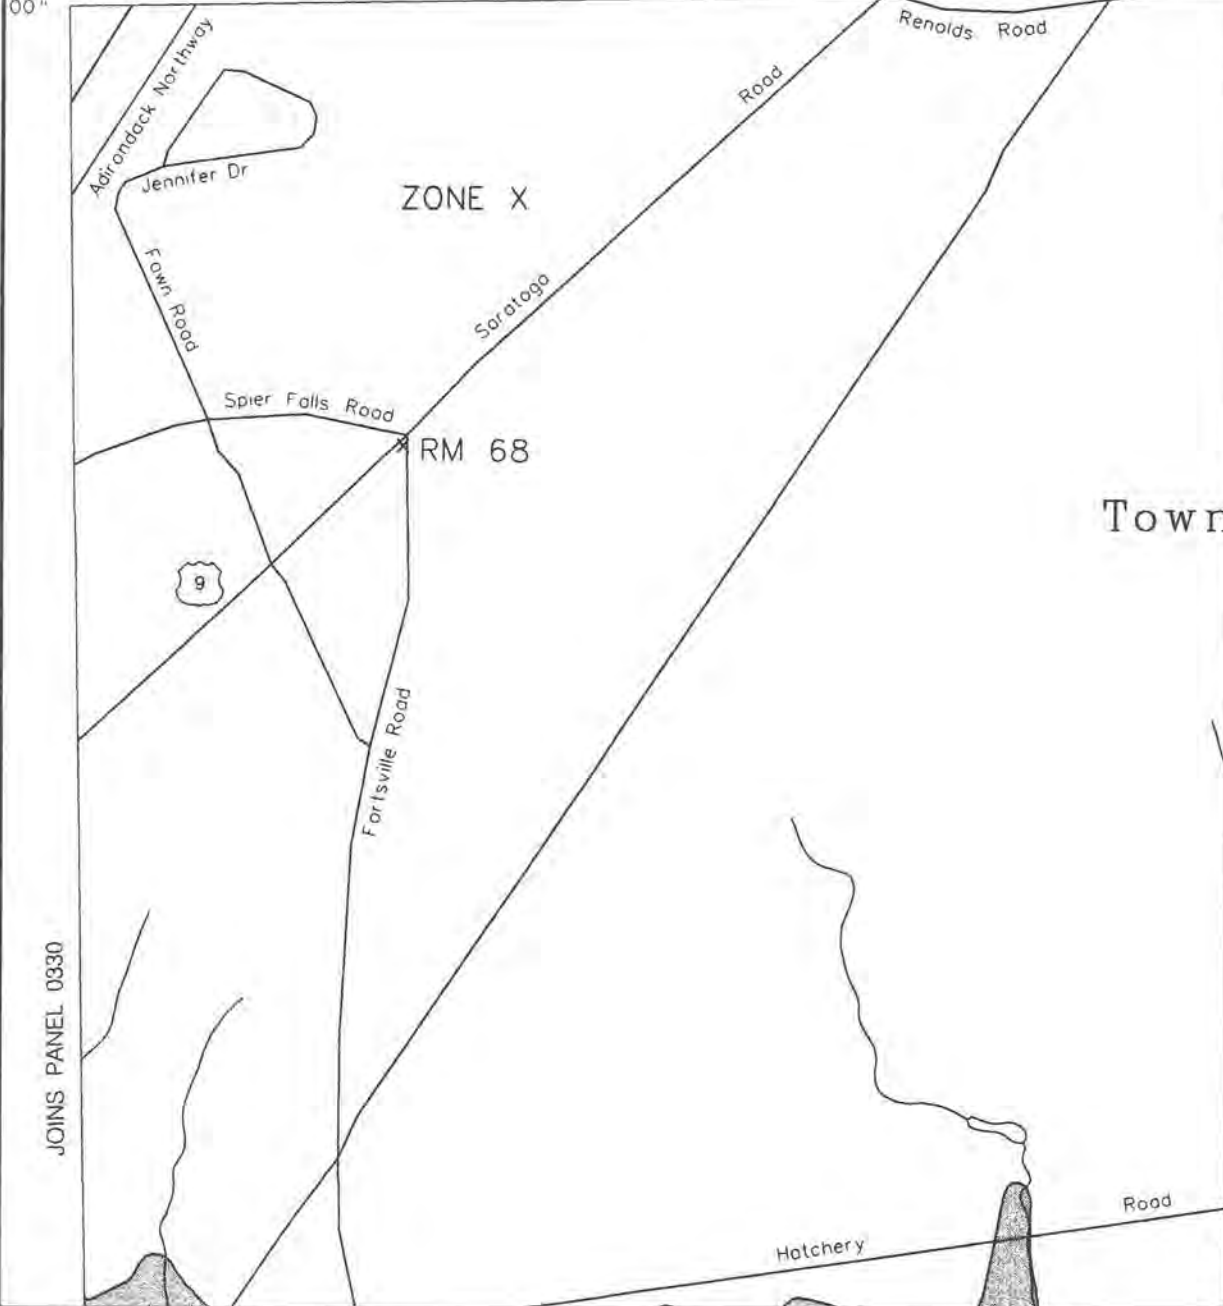 00"
Renolds Road
Adirondack Northway
Road
Jennifer Dr
ZONE X
Fawn Road
Saratoga
Spier Falls Road
RM 68
Town
9
Fortsville Road
JOINS PANEL 0330
Road
Hatchery